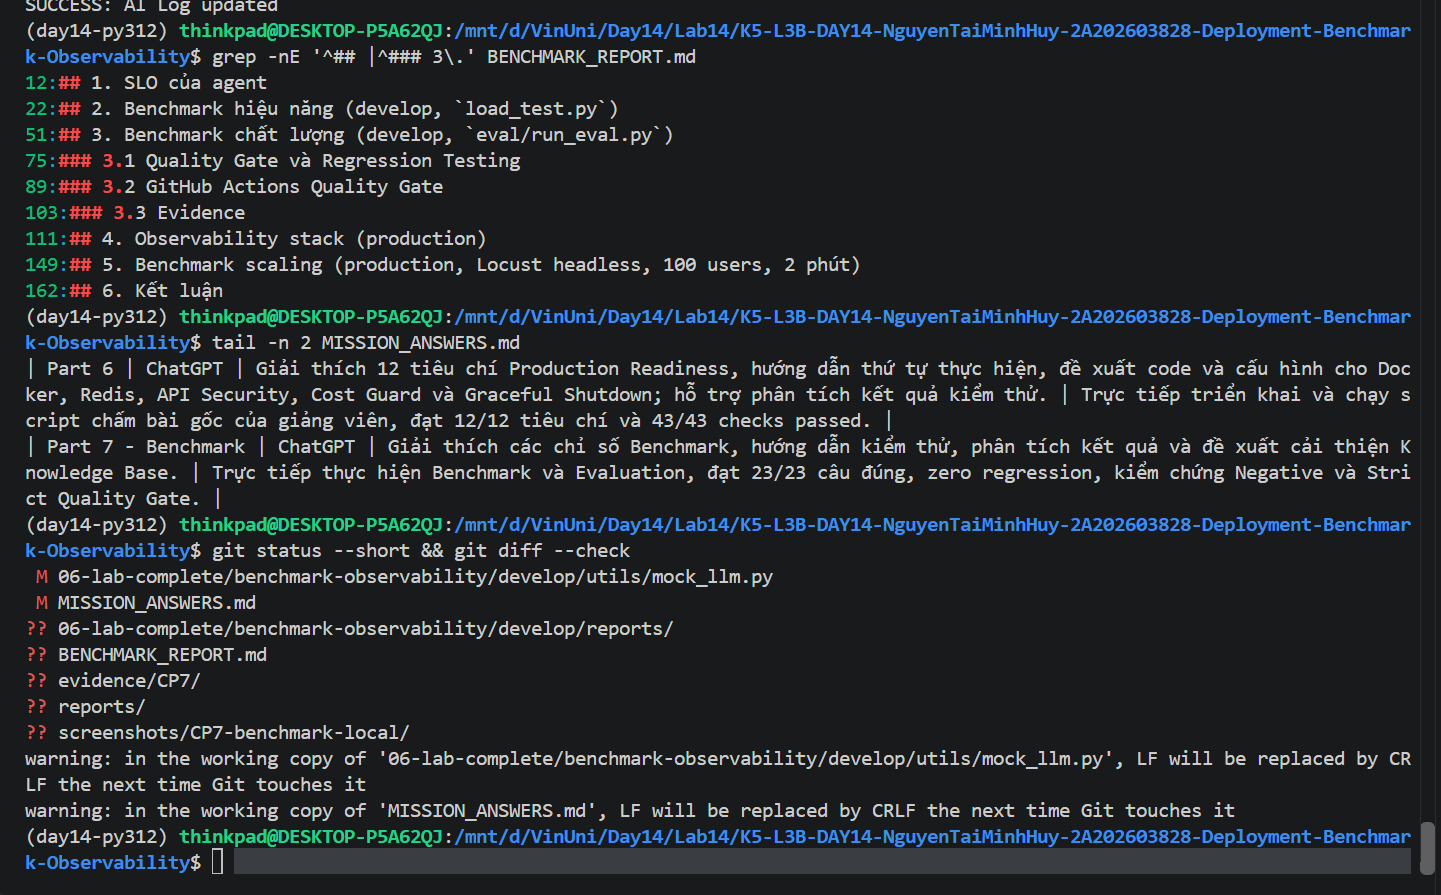 SUCCESS: AI Log updated
(day14-py312) thinkpad@DESKTOP-P5A62QJ:/mnt/d/VinUni/Day14/Lab14/K5-L3B-DAY14-NguyenTaiMinhHuy-2A202603828-Deployment-Benchmar
k-Observability$ grep -nE '^## |^### 3\.' BENCHMARK_REPORT.md
12:## 1. SLO của agent
22:## 2. Benchmark hiệu năng (develop, `load_test.py`)
51:## 3. Benchmark chất lượng (develop, `eval/run_eval.py`)
75:### 3.1 Quality Gate và Regression Testing
89:### 3.2 GitHub Actions Quality Gate
103:### 3.3 Evidence
111:## 4. Observability stack (production)
149:## 5. Benchmark scaling (production, Locust headless, 100 users, 2 phút)
162:## 6. Kết luận
(day14-py312) thinkpad@DESKTOP-P5A62QJ:/mnt/d/VinUni/Day14/Lab14/K5-L3B-DAY14-NguyenTaiMinhHuy-2A202603828-Deployment-Benchmar
k-Observability$ tail -n 2 MISSION_ANSWERS.md
| Part 6 | ChatGPT | Giải thích 12 tiêu chí Production Readiness, hướng dẫn thứ tự thực hiện, đề xuất code và cấu hình cho Doc
ker, Redis, API Security, Cost Guard và Graceful Shutdown; hỗ trợ phân tích kết quả kiểm thử. | Trực tiếp triển khai và chạy s
cript chấm bài gốc của giảng viên, đạt 12/12 tiêu chí và 43/43 checks passed. |
| Part 7 - Benchmark | ChatGPT | Giải thích các chỉ số Benchmark, hướng dẫn kiểm thử, phân tích kết quả và đề xuất cải thiện K
nowledge Base. | Trực tiếp thực hiện Benchmark và Evaluation, đạt 23/23 câu đúng, zero regression, kiểm chứng Negative và Stri
ct Quality Gate. |
(day14-py312) thinkpad@DESKTOP-P5A62QJ:/mnt/d/VinUni/Day14/Lab14/K5-L3B-DAY14-NguyenTaiMinhHuy-2A202603828-Deployment-Benchmar
k-Observability$ git status --short && git diff --check
 M 06-lab-complete/benchmark-observability/develop/utils/mock_llm.py
 M MISSION_ANSWERS.md
?? 06-lab-complete/benchmark-observability/develop/reports/
?? BENCHMARK_REPORT.md
?? evidence/CP7/
?? reports/
?? screenshots/CP7-benchmark-local/
warning: in the working copy of '06-lab-complete/benchmark-observability/develop/utils/mock_llm.py', LF will be replaced by CR
LF the next time Git touches it
warning: in the working copy of 'MISSION_ANSWERS.md', LF will be replaced by CRLF the next time Git touches it
(day14-py312) thinkpad@DESKTOP-P5A62QJ:/mnt/d/VinUni/Day14/Lab14/K5-L3B-DAY14-NguyenTaiMinhHuy-2A202603828-Deployment-Benchmar
k-Observability$